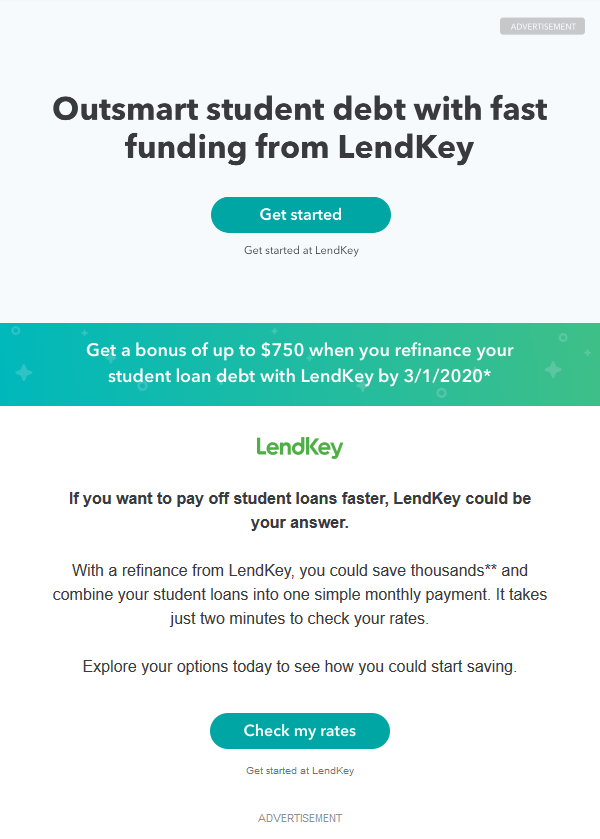 ADVERTISEMENT
Outsmart student debt with fast
funding from LendKey
Get started
Get started at LendKey
Get a bonus of up to $750 when you refinance your
student loan debt with LendKey by 3/1/2020*
LendKey
If you want to pay off student loans faster, LendKey could be
your answer.
With a refinance from LendKey, you could save thousands** and
combine your student loans into one simple monthly payment. It takes
just two minutes to check your rates.
Explore your options today to see how you could start saving.
Check my rates
Get started at LendKey
ADVERTISEMENT